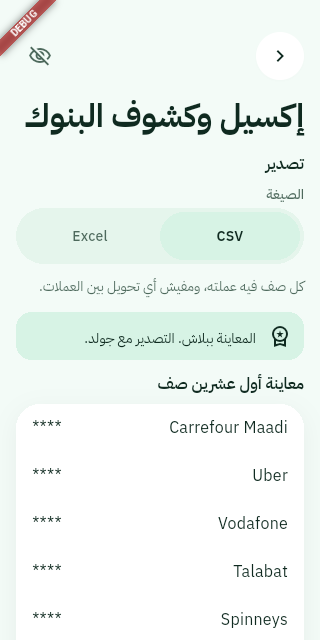 DEBUG
إكسيل وكشوف البنوك
تصدير
الصيغة
CSV
Excel
كل صف فيه عملته، ومفيش أي تحويل بين العملات.
المعاينة ببلاش. التصدير مع جولد.
معاينة أول عشرين صف
Carrefour Maadi ****
Uber ****
Vodafone ****
Talabat ****
Spinneys ****